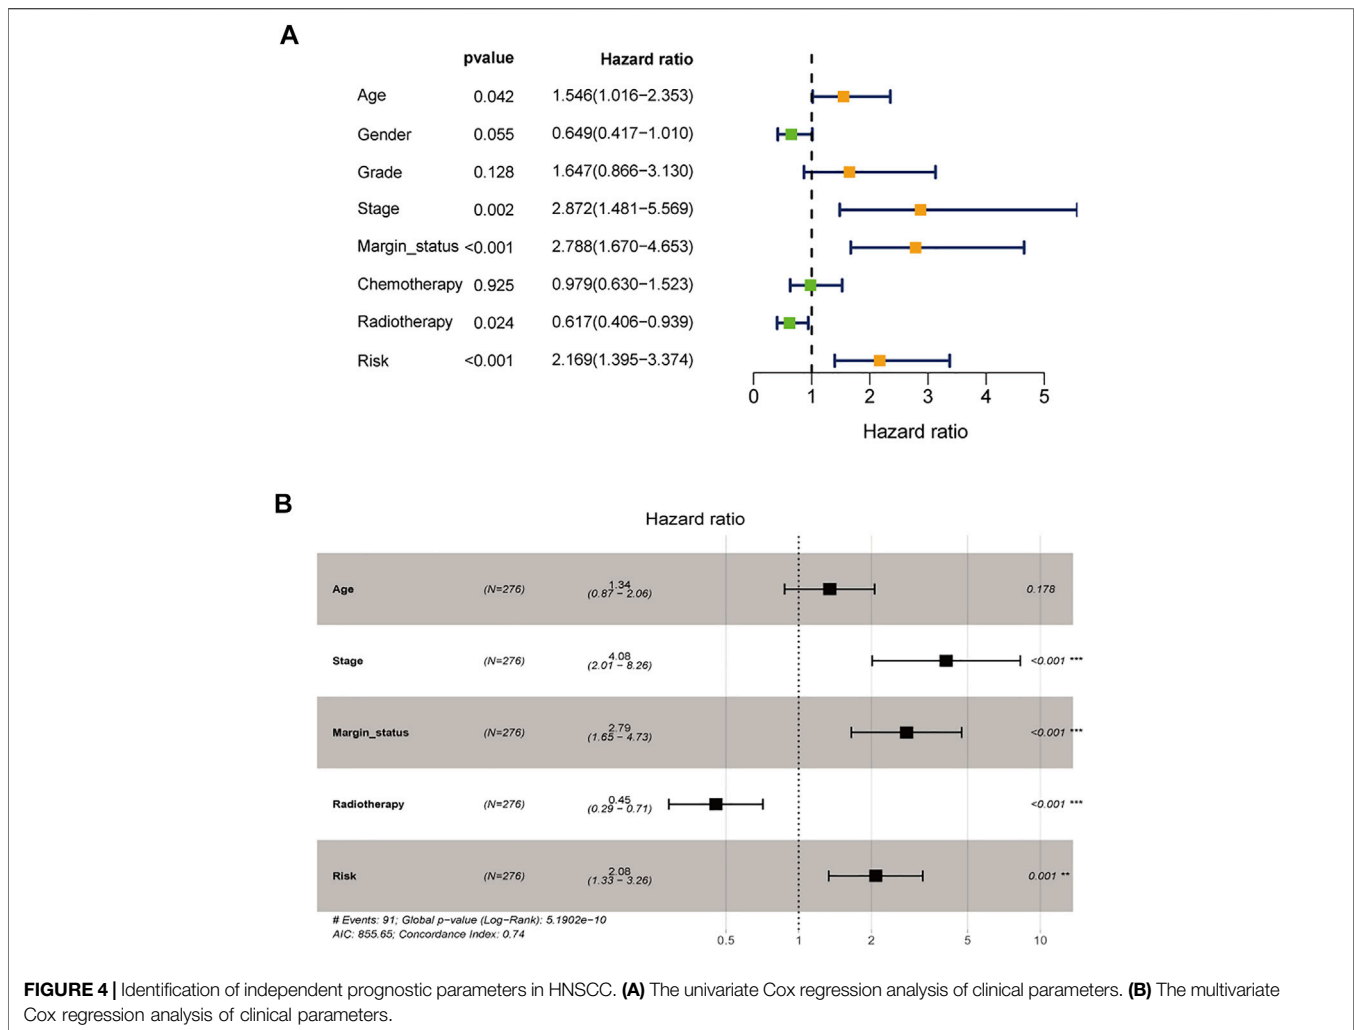 A
pvalue Hazard ratio
Age 0.042 1.546(1.016−2.353)
Gender 0.055 0.649(0.417−1.010)
Grade 0.128 1.647(0.866−3.130)
Stage 0.002 2.872(1.481−5.569)
Margin_status <0.001 2.788(1.670−4.653)
Chemotherapy 0.925 0.979(0.630−1.523)
Radiotherapy 0.024 0.617(0.406−0.939)
Risk <0.001 2.169(1.395−3.374)
0 1 2 3 4 5
Hazard ratio
B
Hazard ratio
Age (N=276) 1.34 0.178
(0.87 − 2.06)
Stage (N=276) 4.08 <0.001 ***
(2.01 − 8.26)
Margin_status (N=276) 2.79 <0.001 ***
(1.65 − 4.73)
Radiotherapy (N=276) 0.45 <0.001 ***
(0.29 − 0.71)
Risk (N=276) 2.08 0.001 **
(1.33 − 3.26)
# Events: 91; Global p−value (Log−Rank): 5.1902e−10
AIC: 855.65; Concordance Index: 0.74
0.5 1 2 5 10
FIGURE 4 | Identification of independent prognostic parameters in HNSCC. (A) The univariate Cox regression analysis of clinical parameters. (B) The multivariate
Cox regression analysis of clinical parameters.